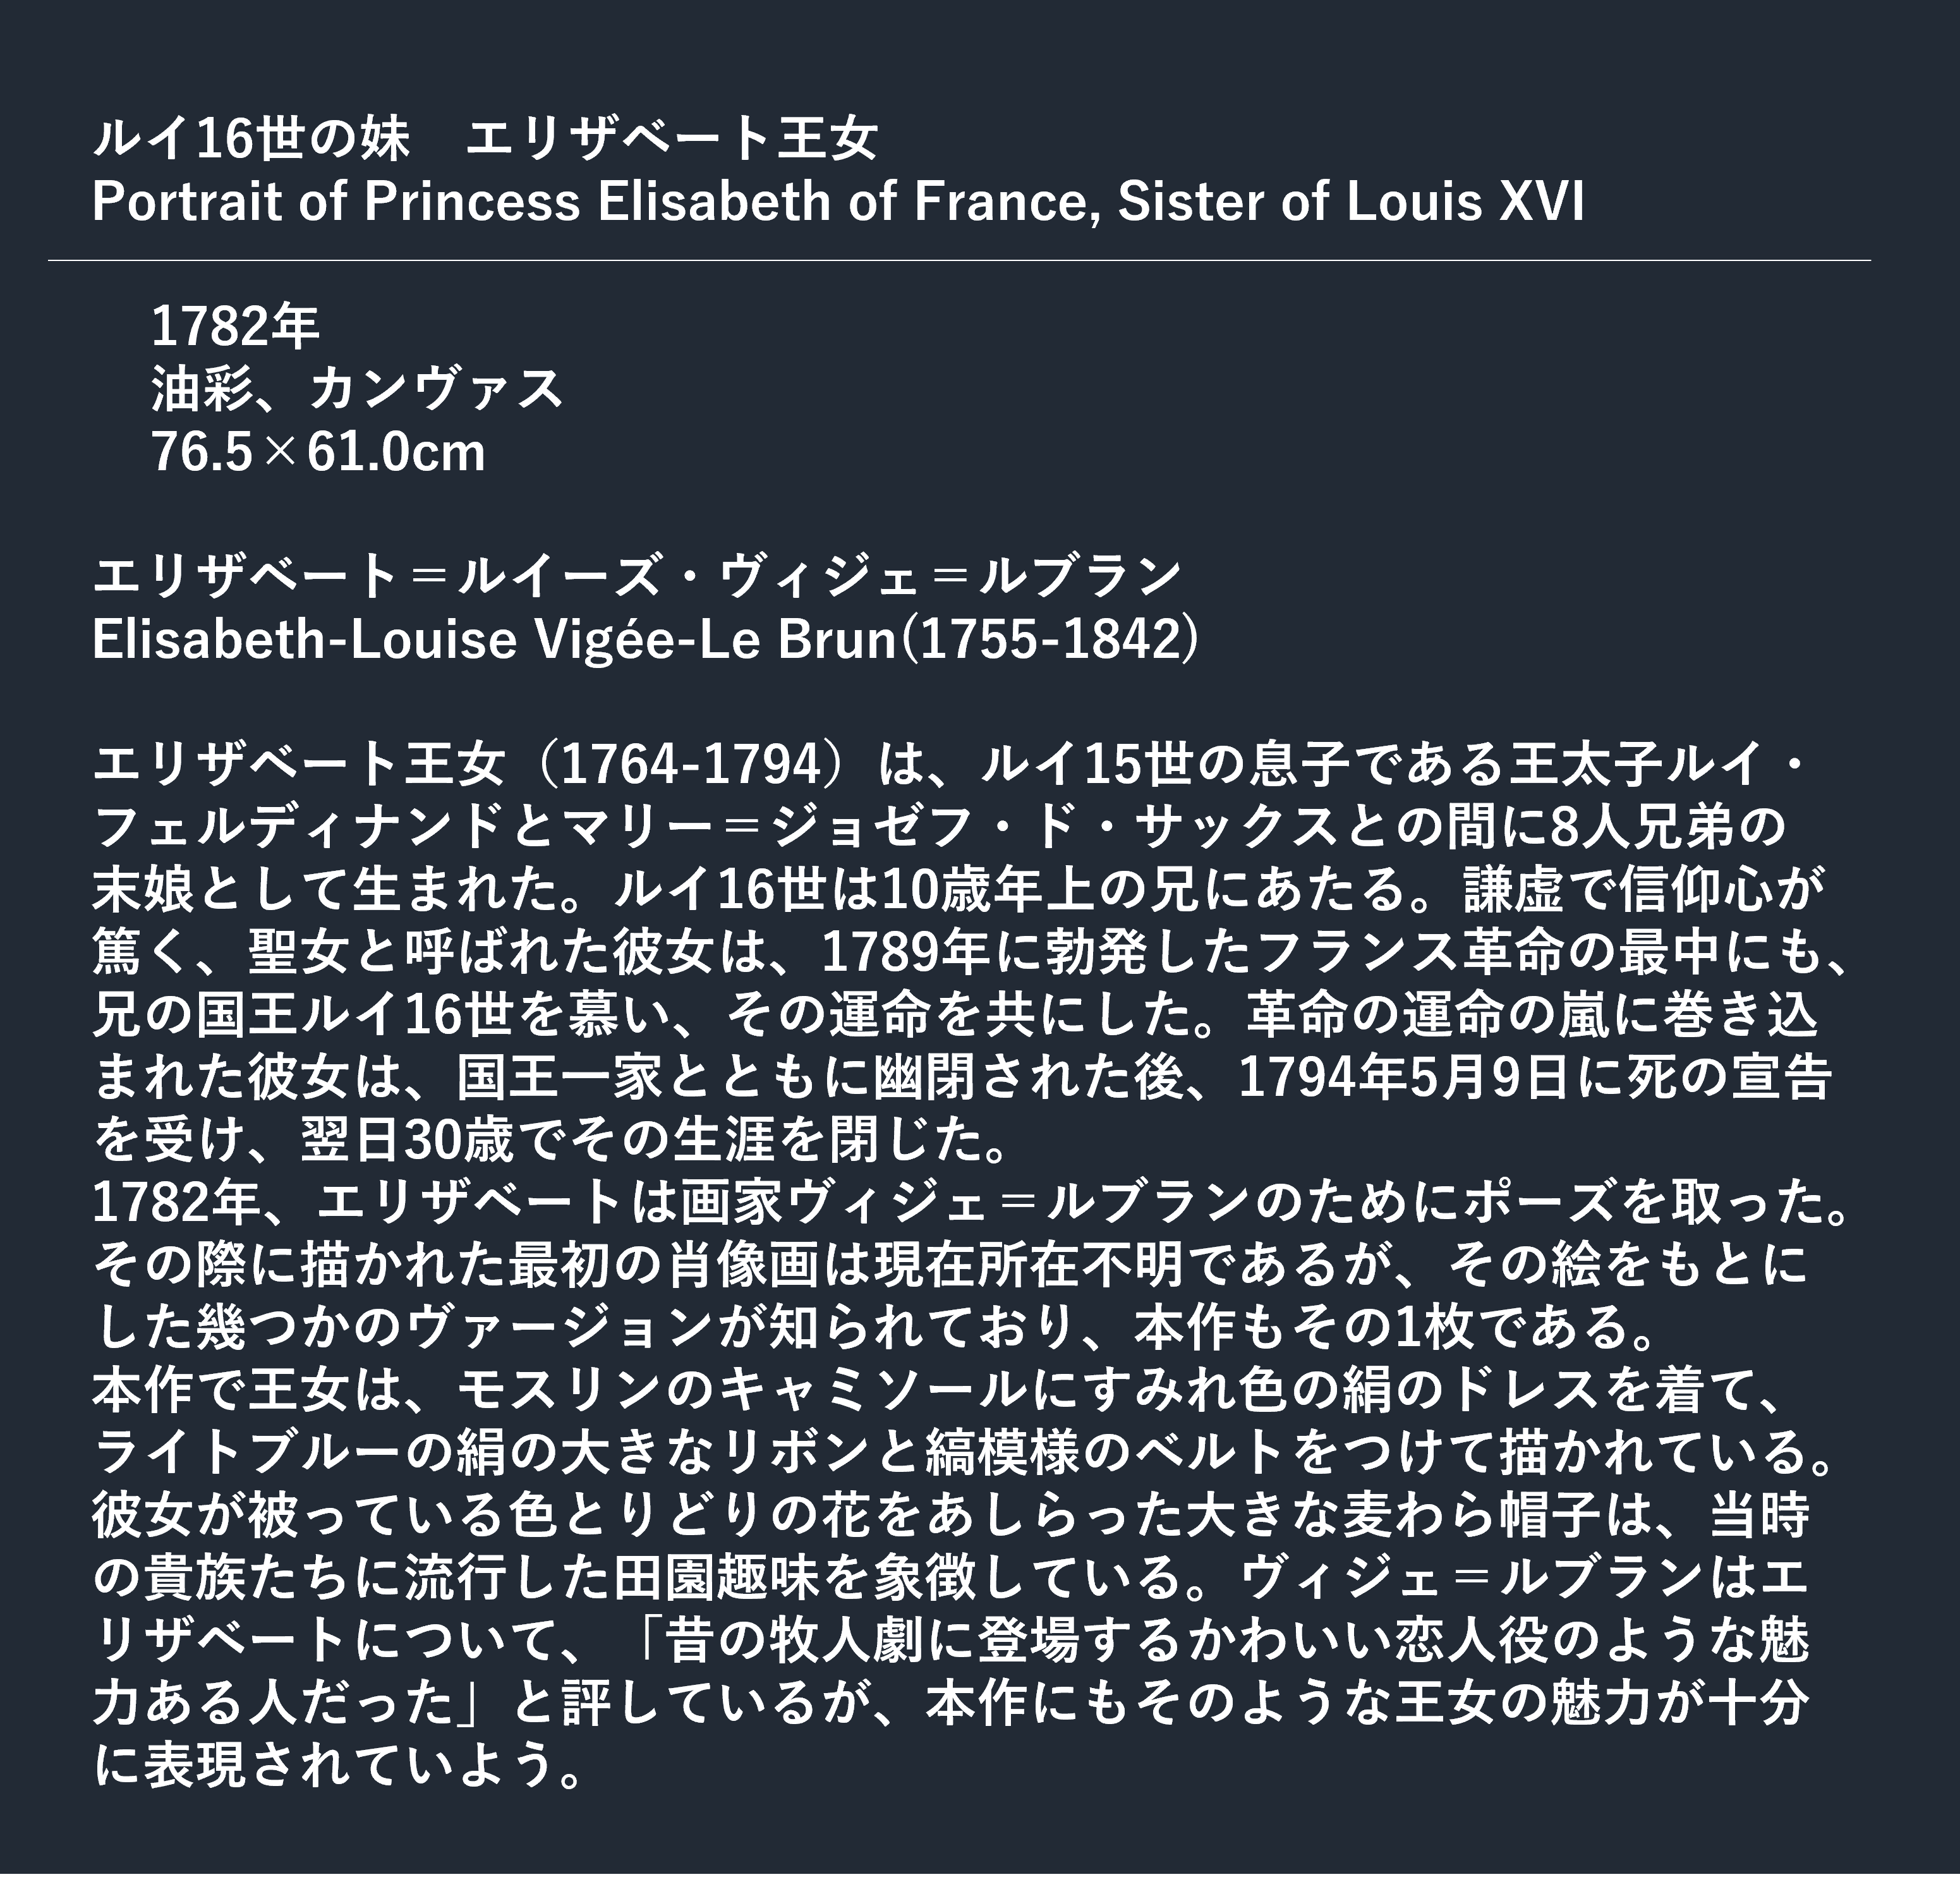 ルイ16世の妹　エリザベート王女
Portrait of Princess Elisabeth of France, Sister of Louis XVI
1782年
油彩、カンヴァス
76.5×61.0cm
エリザベート＝ルイーズ・ヴィジェ＝ルブラン
Elisabeth-Louise Vigée-Le Brun(1755-1842)
エリザベート王女（1764-1794）は、ルイ15世の息子である王太子ルイ・
フェルディナンドとマリー＝ジョゼフ・ド・サックスとの間に8人兄弟の
末娘として生まれた。ルイ16世は10歳年上の兄にあたる。謙虚で信仰心が
篤く、聖女と呼ばれた彼女は、1789年に勃発したフランス革命の最中にも、
兄の国王ルイ16世を慕い、その運命を共にした。革命の運命の嵐に巻き込
まれた彼女は、国王一家とともに幽閉された後、1794年5月9日に死の宣告
を受け、翌日30歳でその生涯を閉じた。
1782年、エリザベートは画家ヴィジェ＝ルブランのためにポーズを取った。
その際に描かれた最初の肖像画は現在所在不明であるが、その絵をもとに
した幾つかのヴァージョンが知られており、本作もその1枚である。
本作で王女は、モスリンのキャミソールにすみれ色の絹のドレスを着て、
ライトブルーの絹の大きなリボンと縞模様のベルトをつけて描かれている。
彼女が被っている色とりどりの花をあしらった大きな麦わら帽子は、当時
の貴族たちに流行した田園趣味を象徴している。ヴィジェ＝ルブランはエ
リザベートについて、「昔の牧人劇に登場するかわいい恋人役のような魅
力ある人だった」と評しているが、本作にもそのような王女の魅力が十分
に表現されていよう。